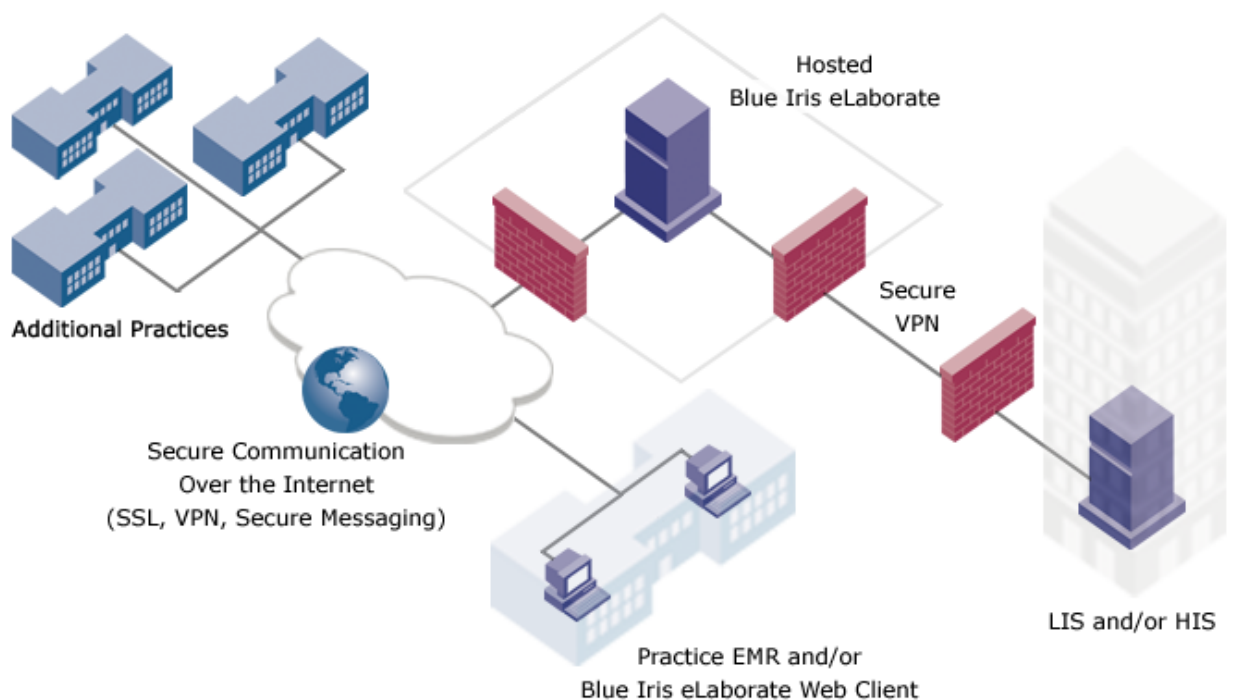 Hosted
Blue Iris eLaborate
Secure
VPN
Additional Practices
Secure Communication
Over the Internet
(SSL, VPN, Secure Messaging)
LIS and/or HIS
Practice EMR and/or
Blue Iris eLaborate Web Client